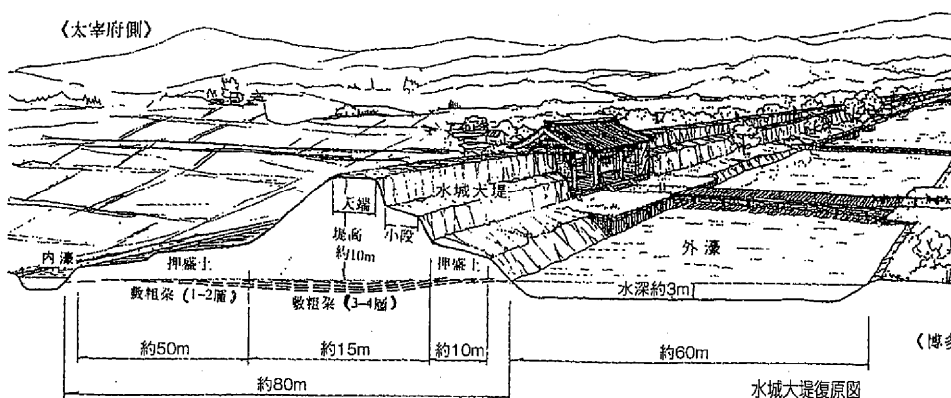 《太宰府側》
水城大堤
天端
堤高
約10m
小段
内濠
押盛土
押盛土
外濠
敷粗朶(1-2層)
敷粗朶(3-4層)
水深約3m
《博多
約50m
約15m
約10m
約60m
約80m
水城大堤復原図